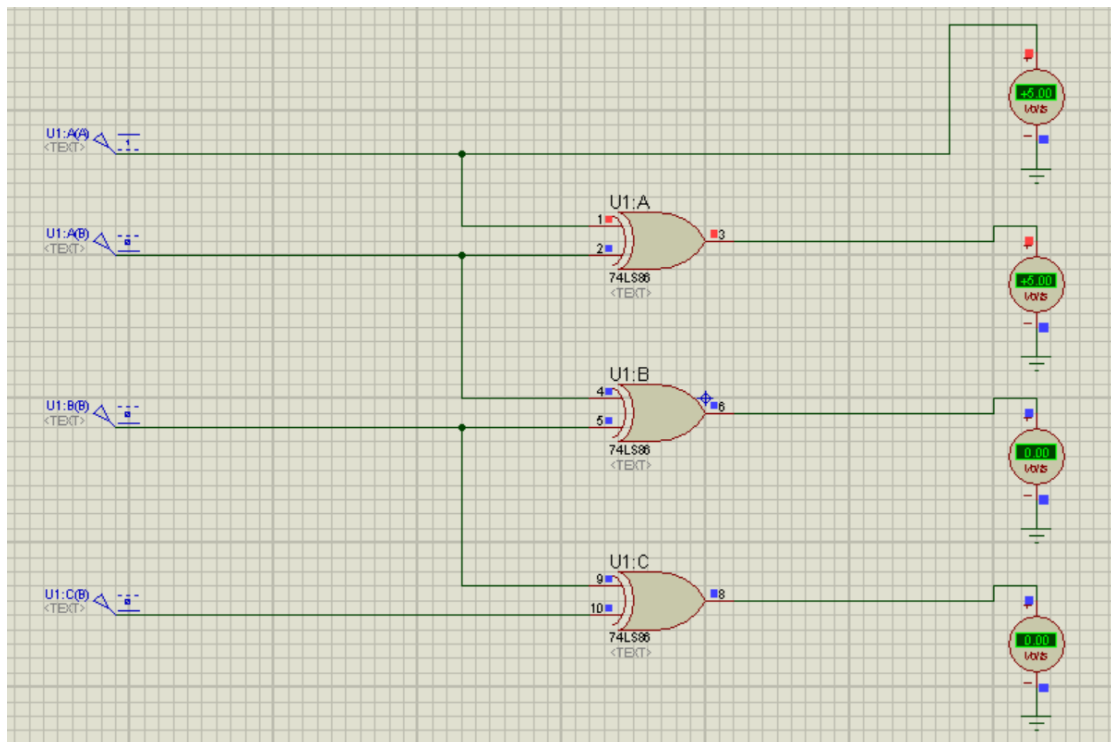 +5.00
Volts
U1:A(A)
1
<TEXT>
U1:A
1
3
U1:A(B)
0
<TEXT>
2
74LS86
<TEXT>
+5.00
Volts
U1:B
4
6
U1:B(B)
0
<TEXT>
5
74LS86
<TEXT>
0.00
Volts
U1:C
9
8
U1:C(B)
0
<TEXT>
10
74LS86
<TEXT>
0.00
Volts